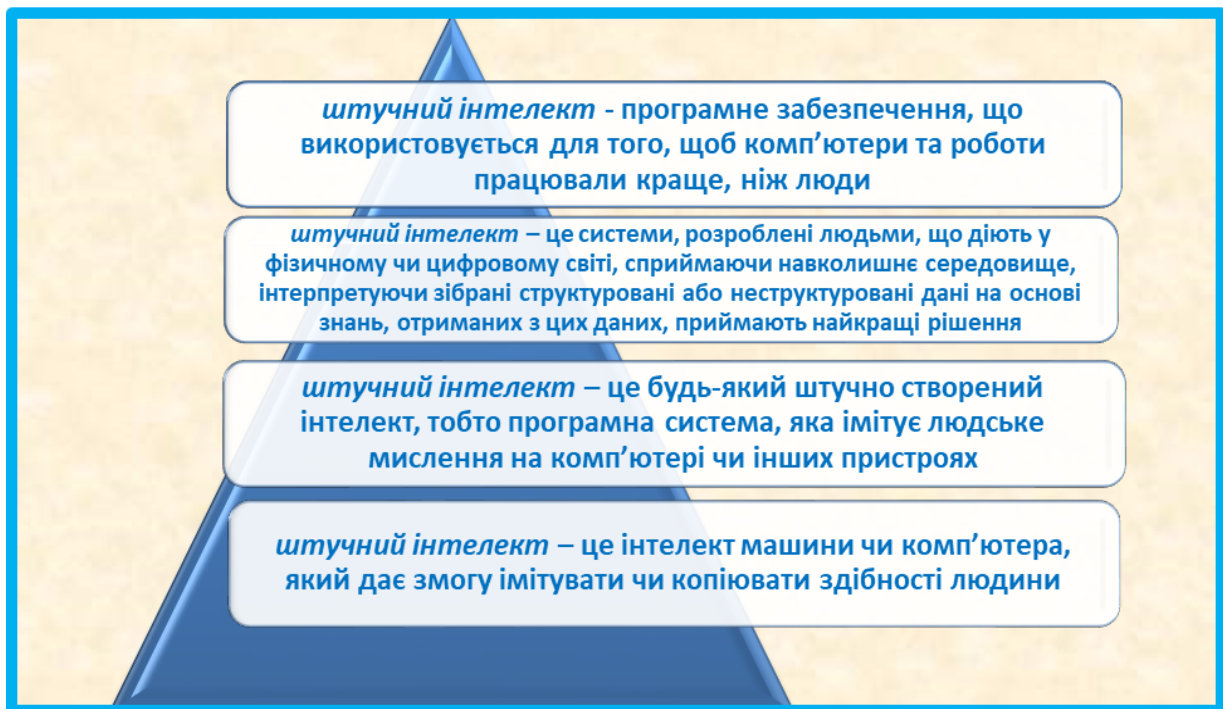 штучний інтелект - програмне забезпечення, що
використовується для того, щоб комп’ютери та роботи
працювали краще, ніж люди
штучний інтелект – це системи, розроблені людьми, що діють у
фізичному чи цифровому світі, сприймаючи навколишнє середовище,
інтерпретуючи зібрані структуровані або неструктуровані дані на основі
знань, отриманих з цих даних, приймають найкращі рішення
штучний інтелект – це будь-який штучно створений
інтелект, тобто програмна система, яка імітує людське
мислення на комп’ютері чи інших пристроях
штучний інтелект – це інтелект машини чи комп’ютера,
який дає змогу імітувати чи копіювати здібності людини